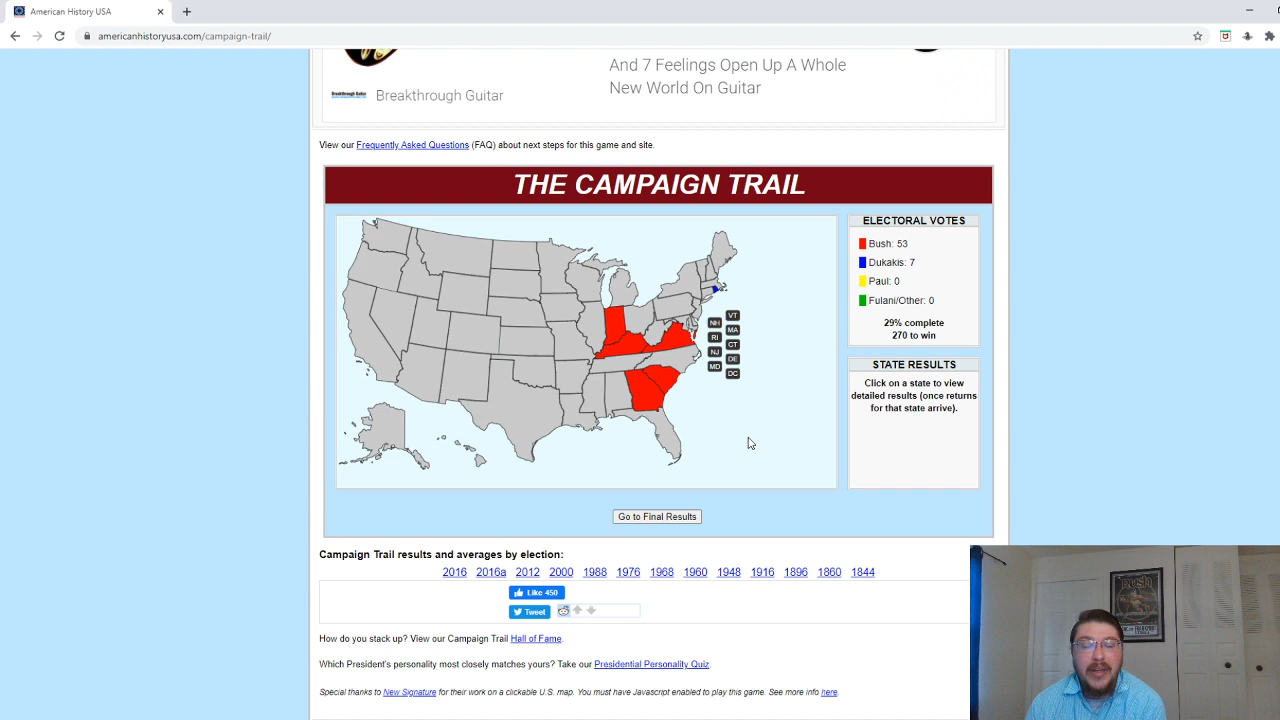 American History USA
americanhistoryusa.com/campaign-trail/
And 7 Feelings Open Up A Whole
New World On Guitar
Breakthrough Guitar
Breakthrough Guitar
View our Frequently Asked Questions (FAQ) about next steps for this game and site.
THE CAMPAIGN TRAIL
ELECTORAL VOTES
Bush: 53
Dukakis: 7
Paul: 0
Fulani/Other: 0
29% complete
270 to win
NH
VT
RI
MA
NJ
CT
MD
DE
DC
STATE RESULTS
Click on a state to view
detailed results (once returns
for that state arrive).
Go to Final Results
Campaign Trail results and averages by election:
2016 2016a 2012 2000 1988 1976 1968 1960 1948 1916 1896 1860 1844
Like 450
Tweet
How do you stack up? View our Campaign Trail Hall of Fame.
Which President's personality most closely matches yours? Take our Presidential Personality Quiz.
Special thanks to New Signature for their work on a clickable U.S. map. You must have Javascript enabled to play this game. See more info here.